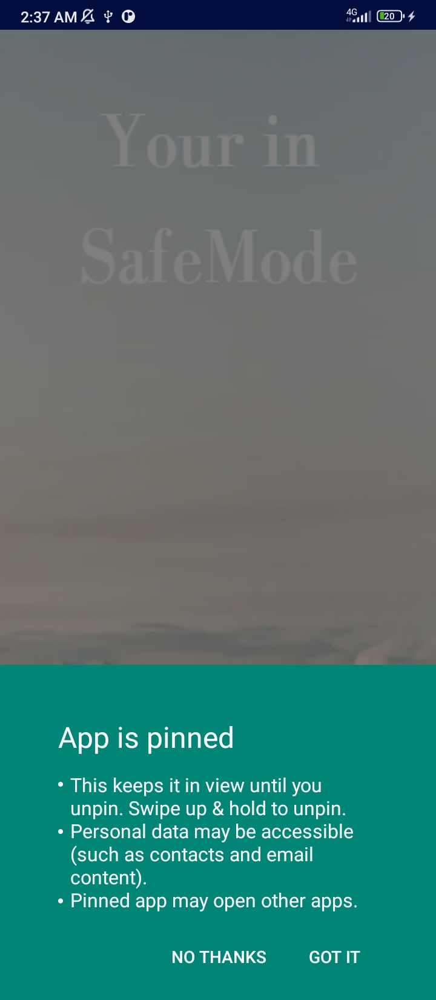 2:37 AM
4G
20
Your in
SafeMode
App is pinned
• This keeps it in view until you
unpin. Swipe up & hold to unpin.
• Personal data may be accessible
(such as contacts and email
content).
• Pinned app may open other apps.
NO THANKS GOT IT